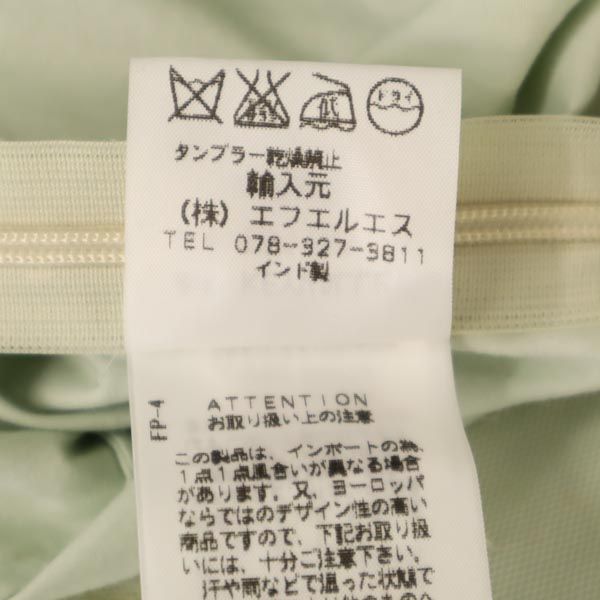 ドライ
タンブラー乾燥禁止
輸入元
(株) エフエルエス
TEL 078-327-3811
インド製
FP-4
ATTENTION
お取り扱い上の注意
この製品は、インポートの為、
1点1点風合いが異なる場合
があります。又、ヨーロッパ
ならではのデザイン性の高い
商品ですので、下記お取り扱
いには、十分ご注意下さい。
汗や雨などで湿った状態で